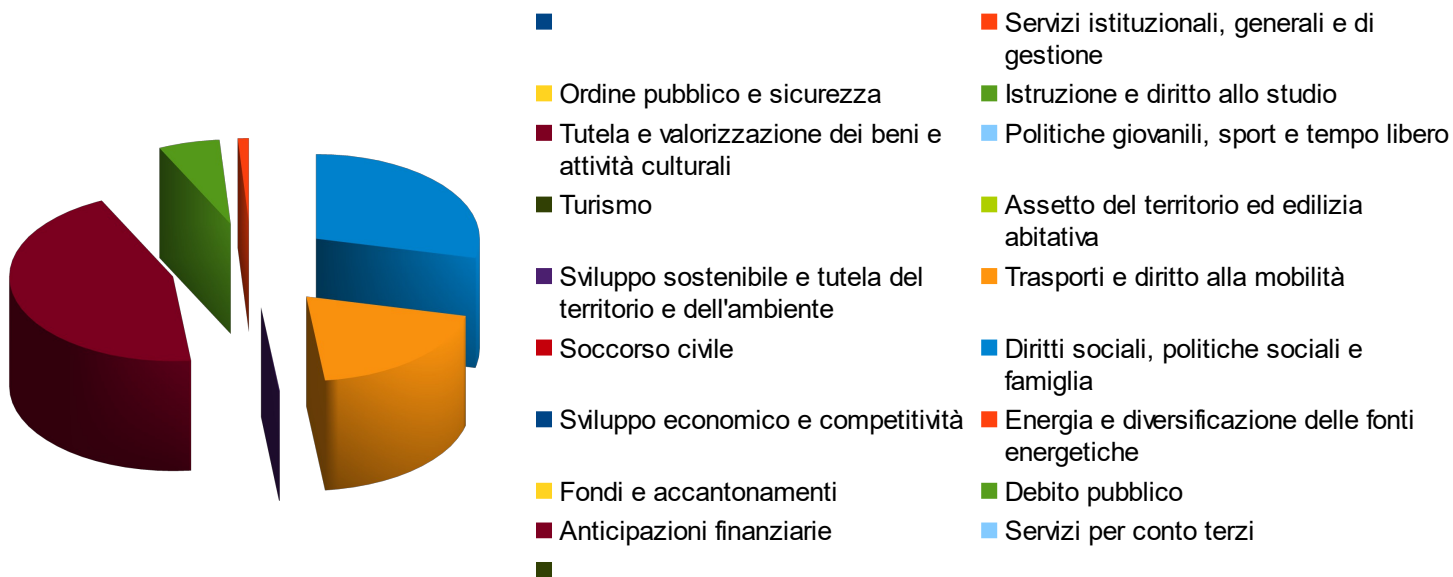 Servizi istituzionali, generali e di
gestione
Ordine pubblico e sicurezza
Istruzione e diritto allo studio
Tutela e valorizzazione dei beni e
attività culturali
Politiche giovanili, sport e tempo libero
Turismo
Assetto del territorio ed edilizia
abitativa
Sviluppo sostenibile e tutela del
territorio e dell'ambiente
Trasporti e diritto alla mobilità
Soccorso civile
Diritti sociali, politiche sociali e
famiglia
Sviluppo economico e competitività
Energia e diversificazione delle fonti
energetiche
Fondi e accantonamenti
Debito pubblico
Anticipazioni finanziarie
Servizi per conto terzi